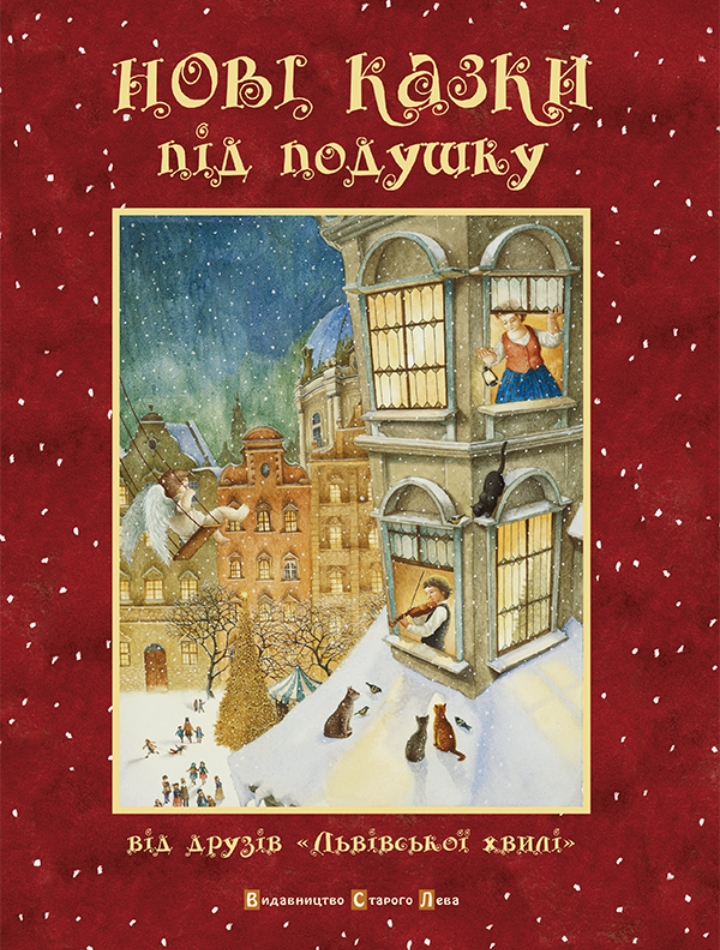 Нові казки
під подушку
від друзів «Львівської хвилі»
Видавництво Старого Лева